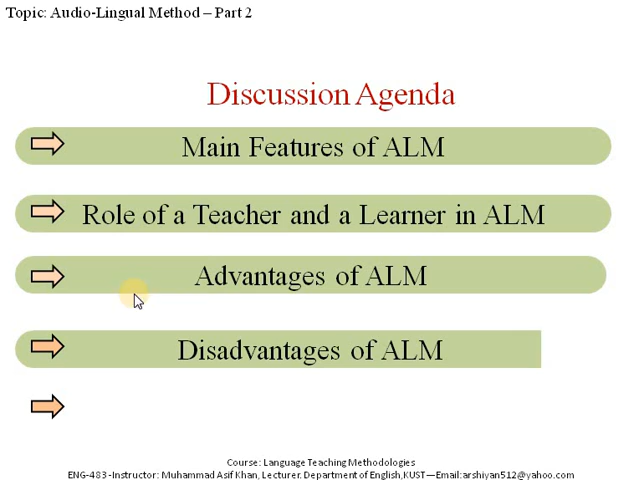 Topic: Audio-Lingual Method – Part 2
Discussion Agenda
Main Features of ALM
Role of a Teacher and a Learner in ALM
Advantages of ALM
Disadvantages of ALM
Course: Language Teaching Methodologies
ENG-483 -Instructor: Muhammad Asif Khan, Lecturer. Department of English,KUST—Email:arshiyan512@yahoo.com